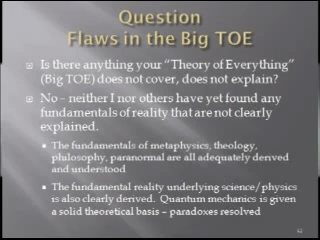 Question
Flaws in the Big TOE
Is there anything your "Theory of Everything"
(Big TOE) does not cover, does not explain?
No – neither I nor others have yet found any
fundamentals of reality that are not clearly
explained.
The fundamentals of metaphysics, theology,
philosophy, paranormal are all adequately derived
and understood
The fundamental reality underlying science/physics
is also clearly derived. Quantum mechanics is given
a solid theoretical basis – paradoxes resolved
42